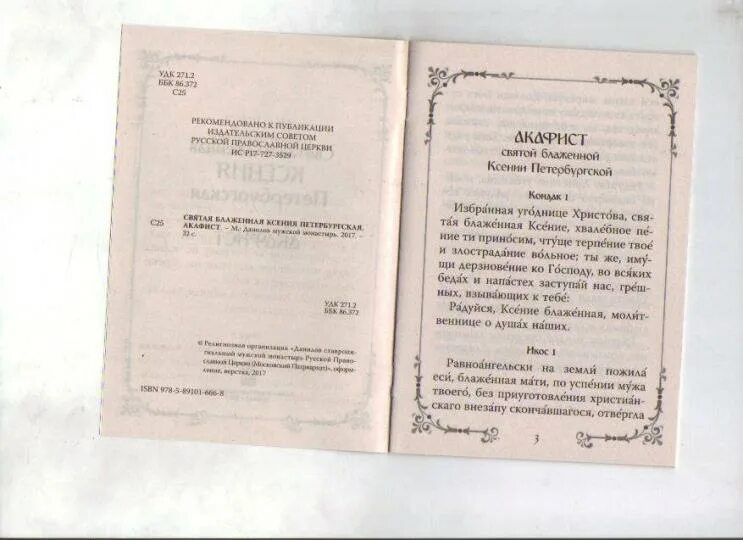 УДК 271.2
ББК 86.372
С25
РЕКОМЕНДОВАНО К ПУБЛИКАЦИИ
ИЗДАТЕЛЬСКИМ СОВЕТОМ
РУССКОЙ ПРАВОСЛАВНОЙ ЦЕРКВИ
ИС Р17-727-3529
С25 СВЯТАЯ БЛАЖЕННАЯ КСЕНИЯ ПЕТЕРБУРГСКАЯ.
АКАФИСТ. – М.: Данилов мужской монастырь, 2017. –
32 с.
УДК 271.2
ББК 86.372
© Религиозная организация «Данилов ставропи-
гиальный мужской монастырь Русской Право-
славной Церкви (Московский Патриархат)», оформ-
ление, верстка, 2017
ISBN 978-5-89101-666-8
АКАФИСТ
святой блаженной
Ксении Петербургской
Кондак 1
Избра́нная уго́днице Христо́ва, свя-
та́я блаже́нная Ксе́ние, хвале́бное пе́-
ние ти прино́сим, чту́ще терпе́ние твое́
и злострада́ние во́льное; ты же, иму́-
щи дерзнове́ние ко Го́споду, во вся́ких
беда́х и напа́стех заступа́й нас, гре́ш-
ных, взыва́ющих к тебе́:
Ра́дуйся, Ксе́ние блаже́нная, моли́т-
веннице о душа́х на́ших.
Икос 1
Равноа́нгельски на земли́ пожила́
еси́, блаже́нная ма́ти, по успе́нии му́жа
твоего́, без приуготовле́ния христиа́н-
скаго внеза́пу сконча́вшагося, отве́ргла
3